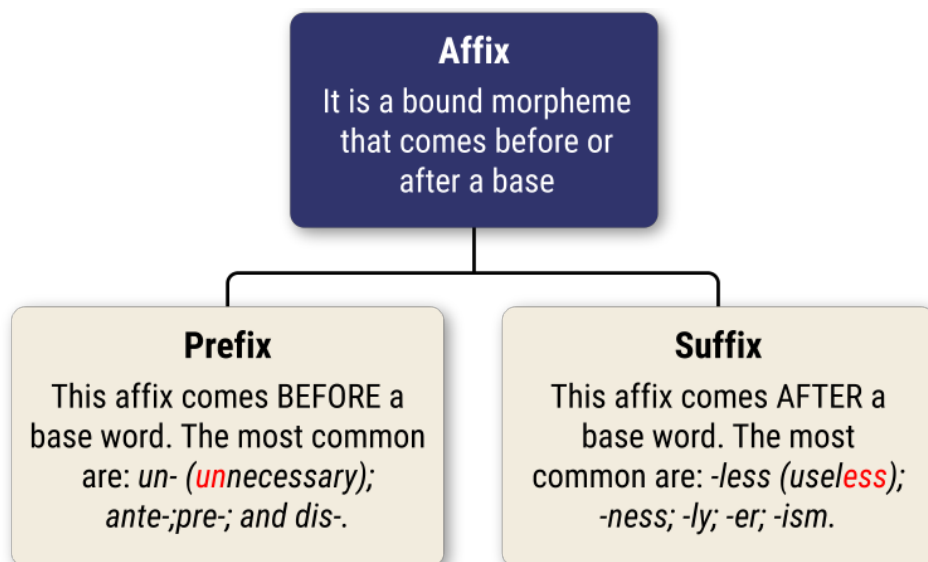 Affix
It is a bound morpheme
that comes before or
after a base
Prefix
This affix comes BEFORE a
base word. The most common
are: un- (unnecessary);
ante-;pre-; and dis-.
Suffix
This affix comes AFTER a
base word. The most
common are: -less (useless);
-ness; -ly; -er; -ism.